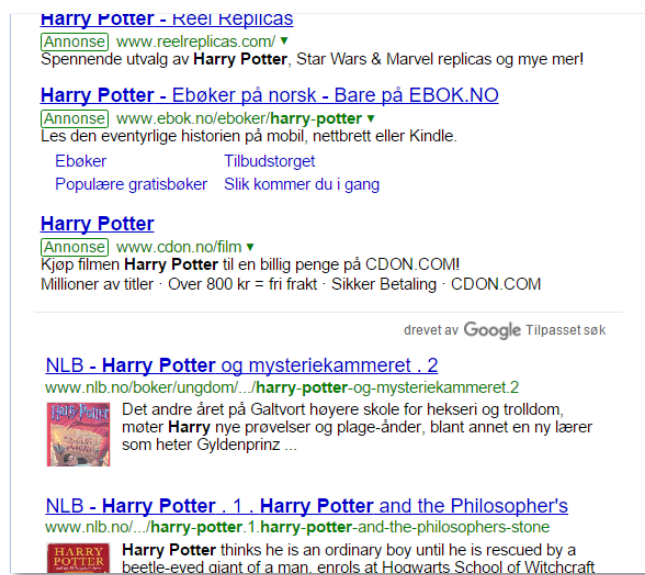 Harry Potter - Reel Replicas
Annonse www.reelreplicas.com/ ▼
Spennende utvalg av Harry Potter, Star Wars & Marvel replicas og mye mer!
Harry Potter - Ebøker på norsk - Bare på EBOK.NO
Annonse www.ebok.no/eboker/harry-potter ▼
Les den eventyrlige historien på mobil, nettbrett eller Kindle.
Ebøker Tilbudstorget
Populære gratisbøker Slik kommer du i gang
Harry Potter
Annonse www.cdon.no/film ▼
Kjøp filmen Harry Potter til en billig penge på CDON.COM!
Millioner av titler · Over 800 kr = fri frakt · Sikker Betaling · CDON.COM
drevet av Google Tilpasset søk
NLB - Harry Potter og mysteriekammeret . 2
www.nlb.no/boker/ungdom/.../harry-potter-og-mysteriekammeret.2
Harry Potter
Det andre året på Galtvort høyere skole for hekseri og trolldom,
møter Harry nye prøvelser og plage-ånder, blant annet en ny lærer
som heter Gyldenprinz ...
NLB - Harry Potter . 1 . Harry Potter and the Philosopher's
www.nlb.no/.../harry-potter.1.harry-potter-and-the-philosophers-stone
HARRY
POTTER
Harry Potter thinks he is an ordinary boy until he is rescued by a
beetle-eyed giant of a man, enrols at Hogwarts School of Witchcraft